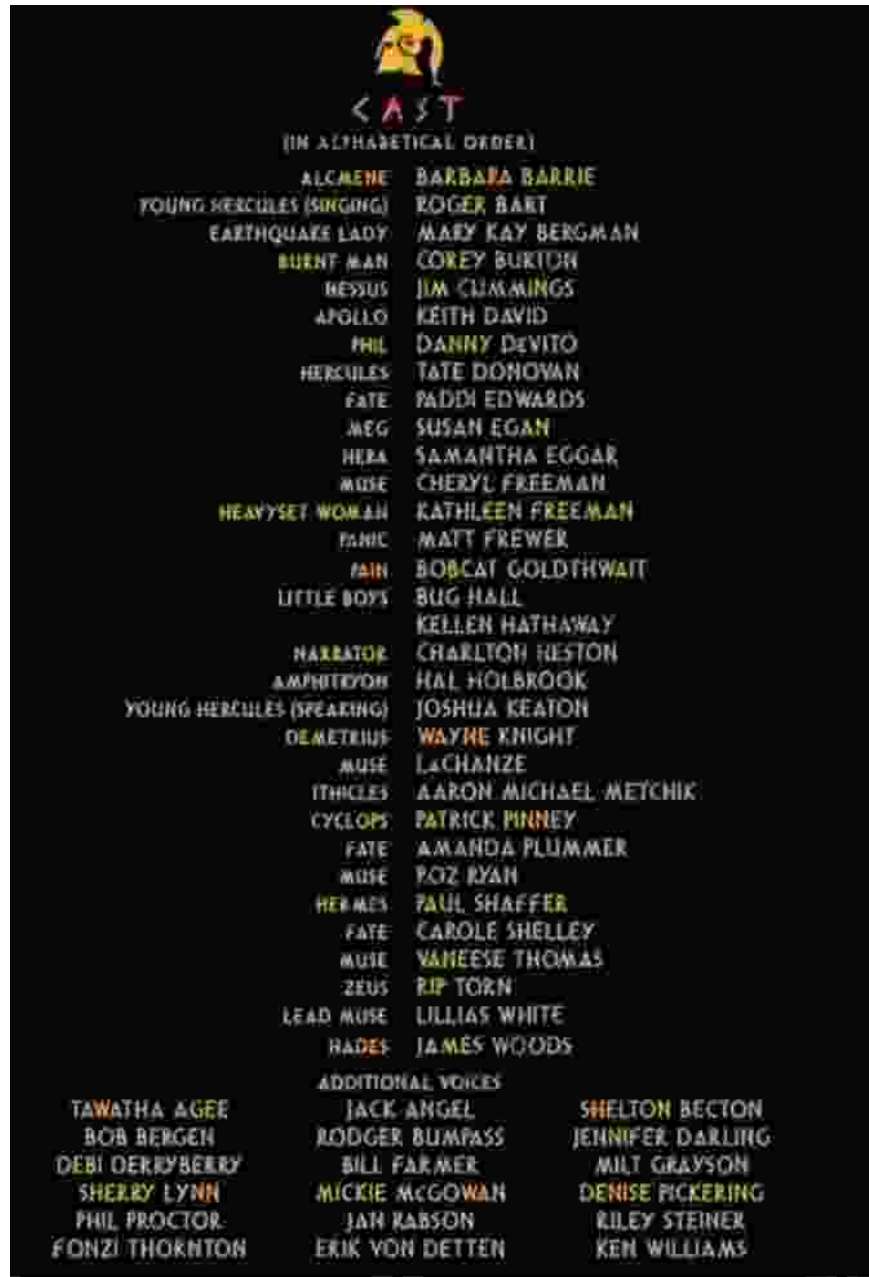 CAST
(IN ALPHABETICAL ORDER)
ALCMENE BARBARA BARRIE
YOUNG HERCULES (SINGING) ROGER BART
EARTHQUAKE LADY MARY KAY BERGMAN
BURNT MAN COREY BURTON
NESSUS JIM CUMMINGS
APOLLO KEITH DAVID
PHIL DANNY DeVITO
HERCULES TATE DONOVAN
FATE PADDI EDWARDS
MEG SUSAN EGAN
HERA SAMANTHA EGGAR
MUSE CHERYL FREEMAN
HEAVYSET WOMAN KATHLEEN FREEMAN
PANIC MATT FREWER
PAIN BOBCAT GOLDTHWAIT
LITTLE BOYS BUG HALL
KELLEN HATHAWAY
NARRATOR CHARLTON HESTON
AMPHITRYON HAL HOLBROOK
YOUNG HERCULES (SPEAKING) JOSHUA KEATON
DEMETRIUS WAYNE KNIGHT
MUSE LaCHANZE
ITHICLES AARON MICHAEL METCHIK
CYCLOPS PATRICK PINNEY
FATE AMANDA PLUMMER
MUSE ROZ RYAN
HERMES PAUL SHAFFER
FATE CAROLE SHELLEY
MUSE VANEESE THOMAS
ZEUS RIP TORN
LEAD MUSE LILLIAS WHITE
HADES JAMES WOODS
ADDITIONAL VOICES
TAWATHA AGEE JACK ANGEL SHELTON BECTON
BOB BERGEN RODGER BUMPASS JENNIFER DARLING
DEBI DERRYBERRY BILL FARMER MILT GRAYSON
SHERRY LYNN MICKIE McGOWAN DENISE PICKERING
PHIL PROCTOR JAN RABSON RILEY STEINER
FONZI THORNTON ERIK VON DETTEN KEN WILLIAMS